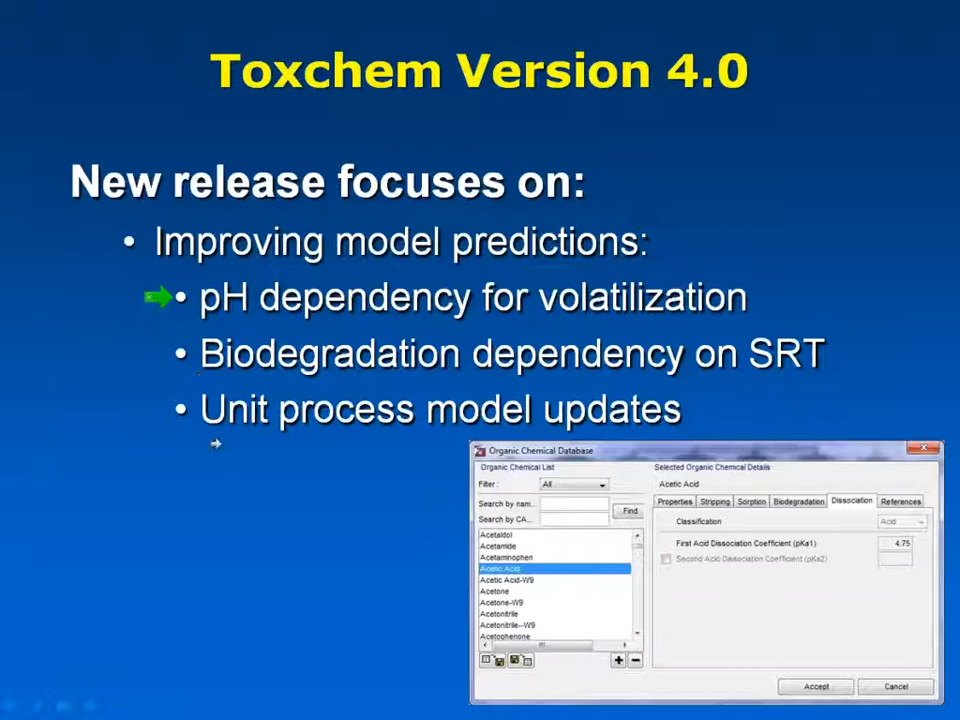 Toxchem Version 4.0
New release focuses on:
• Improving model predictions:
• pH dependency for volatilization
• Biodegradation dependency on SRT
• Unit process model updates
Organic Chemical Database
Organic Chemical List
Filter :
All
Search by nam...
Find
Search by CA...
Acetaldol
Acetamide
Acetaminophen
Acetic Acid
Acetic Acid-W9
Acetone
Acetone-W9
Acetonitrile
Acetonitrile--W9
Acetophenone
Selected Organic Chemical Details
Acetic Acid
Properties Stripping Sorption Biodegradation Dissociation References
Classification
Acid
First Acid Dissociation Coefficient (pKa1)
4.75
Second Acid Dissociation Coefficient (pKa2)
Accept
Cancel